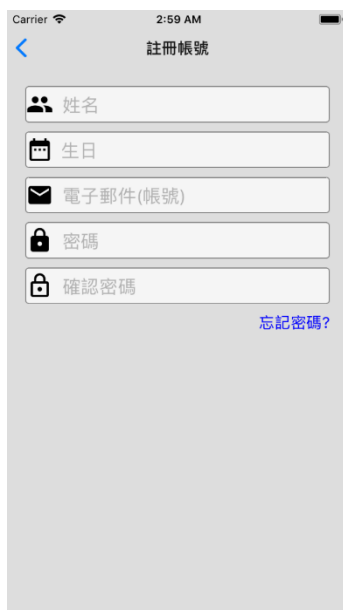 Carrier 2:59 AM
註冊帳號
姓名
生日
電子郵件(帳號)
密碼
確認密碼
忘記密碼?